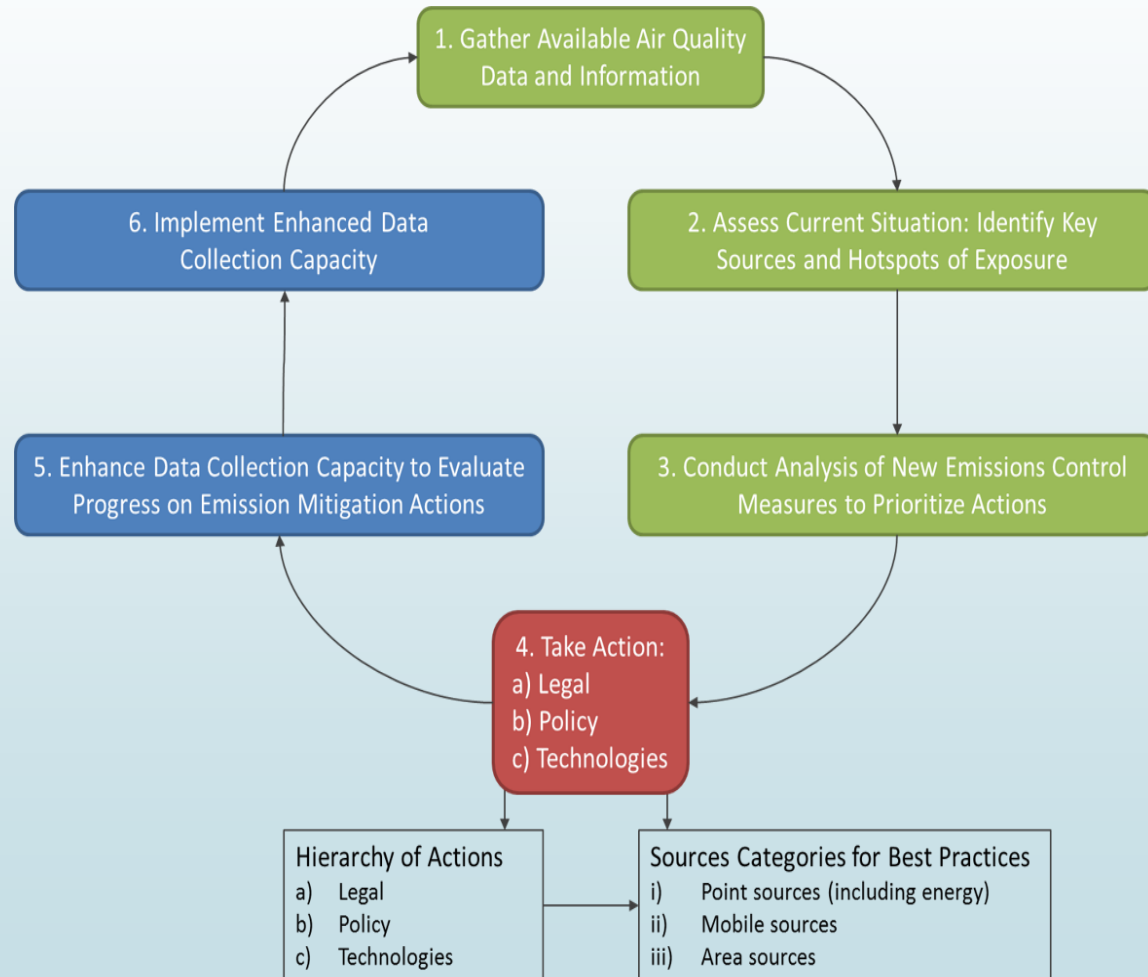 1. Gather Available Air Quality
Data and Information
2. Assess Current Situation: Identify Key
Sources and Hotspots of Exposure
3. Conduct Analysis of New Emissions Control
Measures to Prioritize Actions
4. Take Action:
a) Legal
b) Policy
c) Technologies
5. Enhance Data Collection Capacity to Evaluate
Progress on Emission Mitigation Actions
6. Implement Enhanced Data
Collection Capacity
Hierarchy of Actions
a) Legal
b) Policy
c) Technologies
Sources Categories for Best Practices
i) Point sources (including energy)
ii) Mobile sources
iii) Area sources